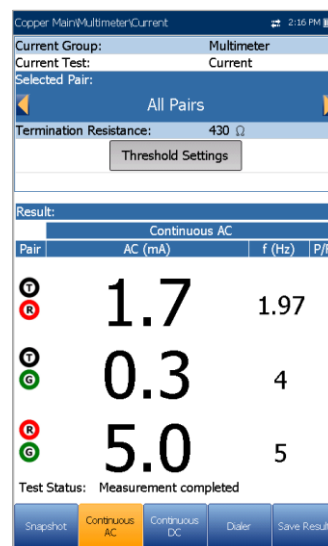 Copper Main\Multimeter\Current 2:16 PM
Current Group: Multimeter
Current Test: Current
Selected Pair:
All Pairs
Termination Resistance: 430 Ω
Threshold Settings
Result:
Continuous AC
Pair AC (mA) f (Hz) P/F
T
R
1.7 1.97
T
G
0.3 4
R
G
5.0 5
Test Status: Measurement completed
Snapshot Continuous AC Continuous DC Dialer Save Result